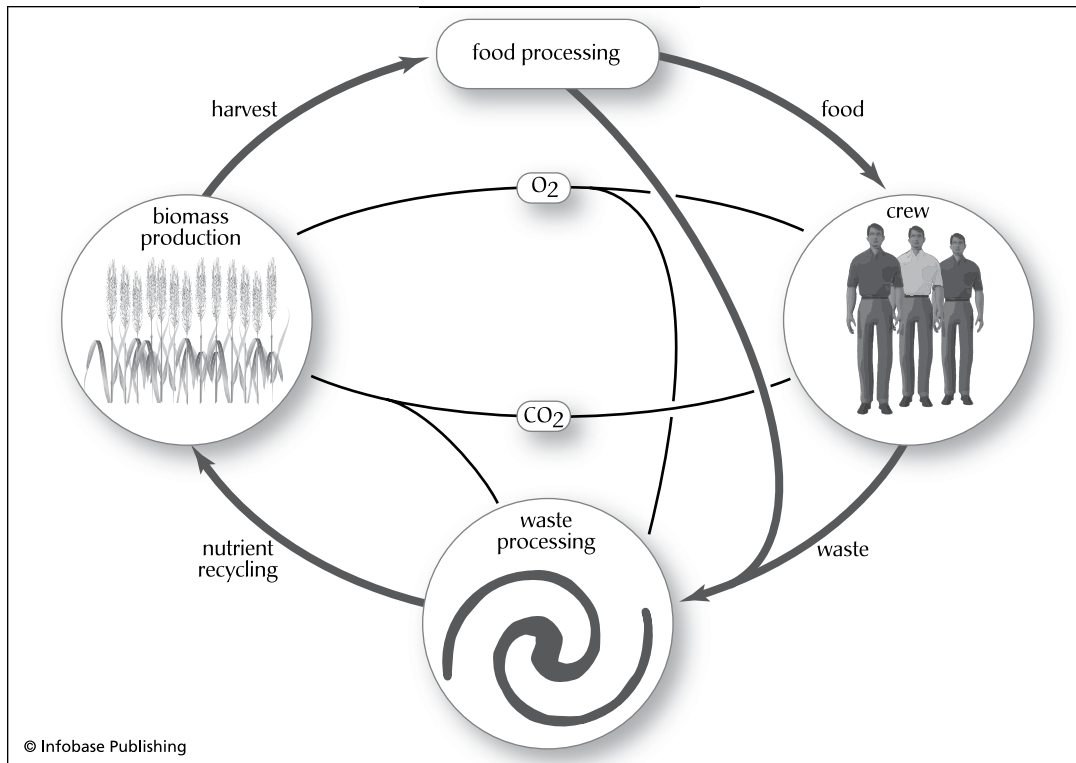 food processing
harvest
food
O2
biomass
production
crew
CO2
waste
processing
nutrient
recycling
waste
© Infobase Publishing